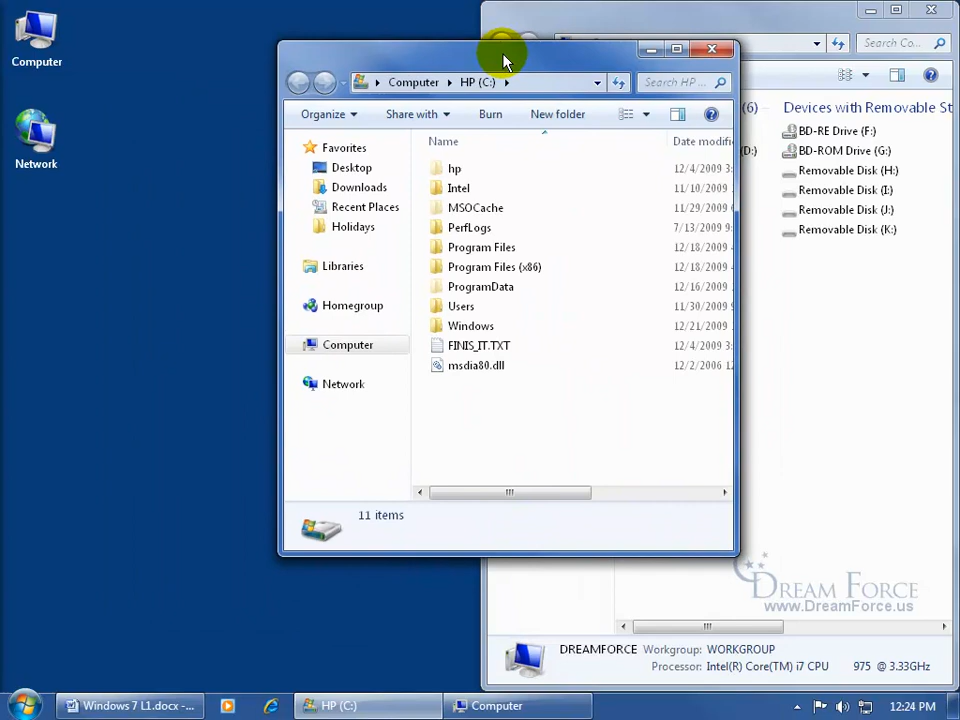 Computer
Network
Search Co...
Computer
HP (C:)
Search HP ...
Organize
Share with
Burn
New folder
Name
Date modifi
Favorites
Desktop
Downloads
Recent Places
Holidays
Libraries
Homegroup
Computer
Network
hp 12/4/2009 3:
Intel 11/10/2009
MSOCache 11/29/2009
PerfLogs 7/13/2009 9:
Program Files 12/18/2009
Program Files (x86) 12/18/2009
ProgramData 12/16/2009
Users 11/30/2009
Windows 12/21/2009
FINIS_IT.TXT 12/4/2009 3:
msdia80.dll 12/2/2006 12
11 items
(6)
(D:)
Devices with Removable St
BD-RE Drive (F:)
BD-ROM Drive (G:)
Removable Disk (H:)
Removable Disk (I:)
Removable Disk (J:)
Removable Disk (K:)
DREAM FORCE
www.DreamForce.us
DREAMFORCE Workgroup: WORKGROUP
Processor: Intel(R) Core(TM) i7 CPU 975 @ 3.33GHz
Windows 7 L1.docx -...
HP (C:)
Computer
12:24 PM